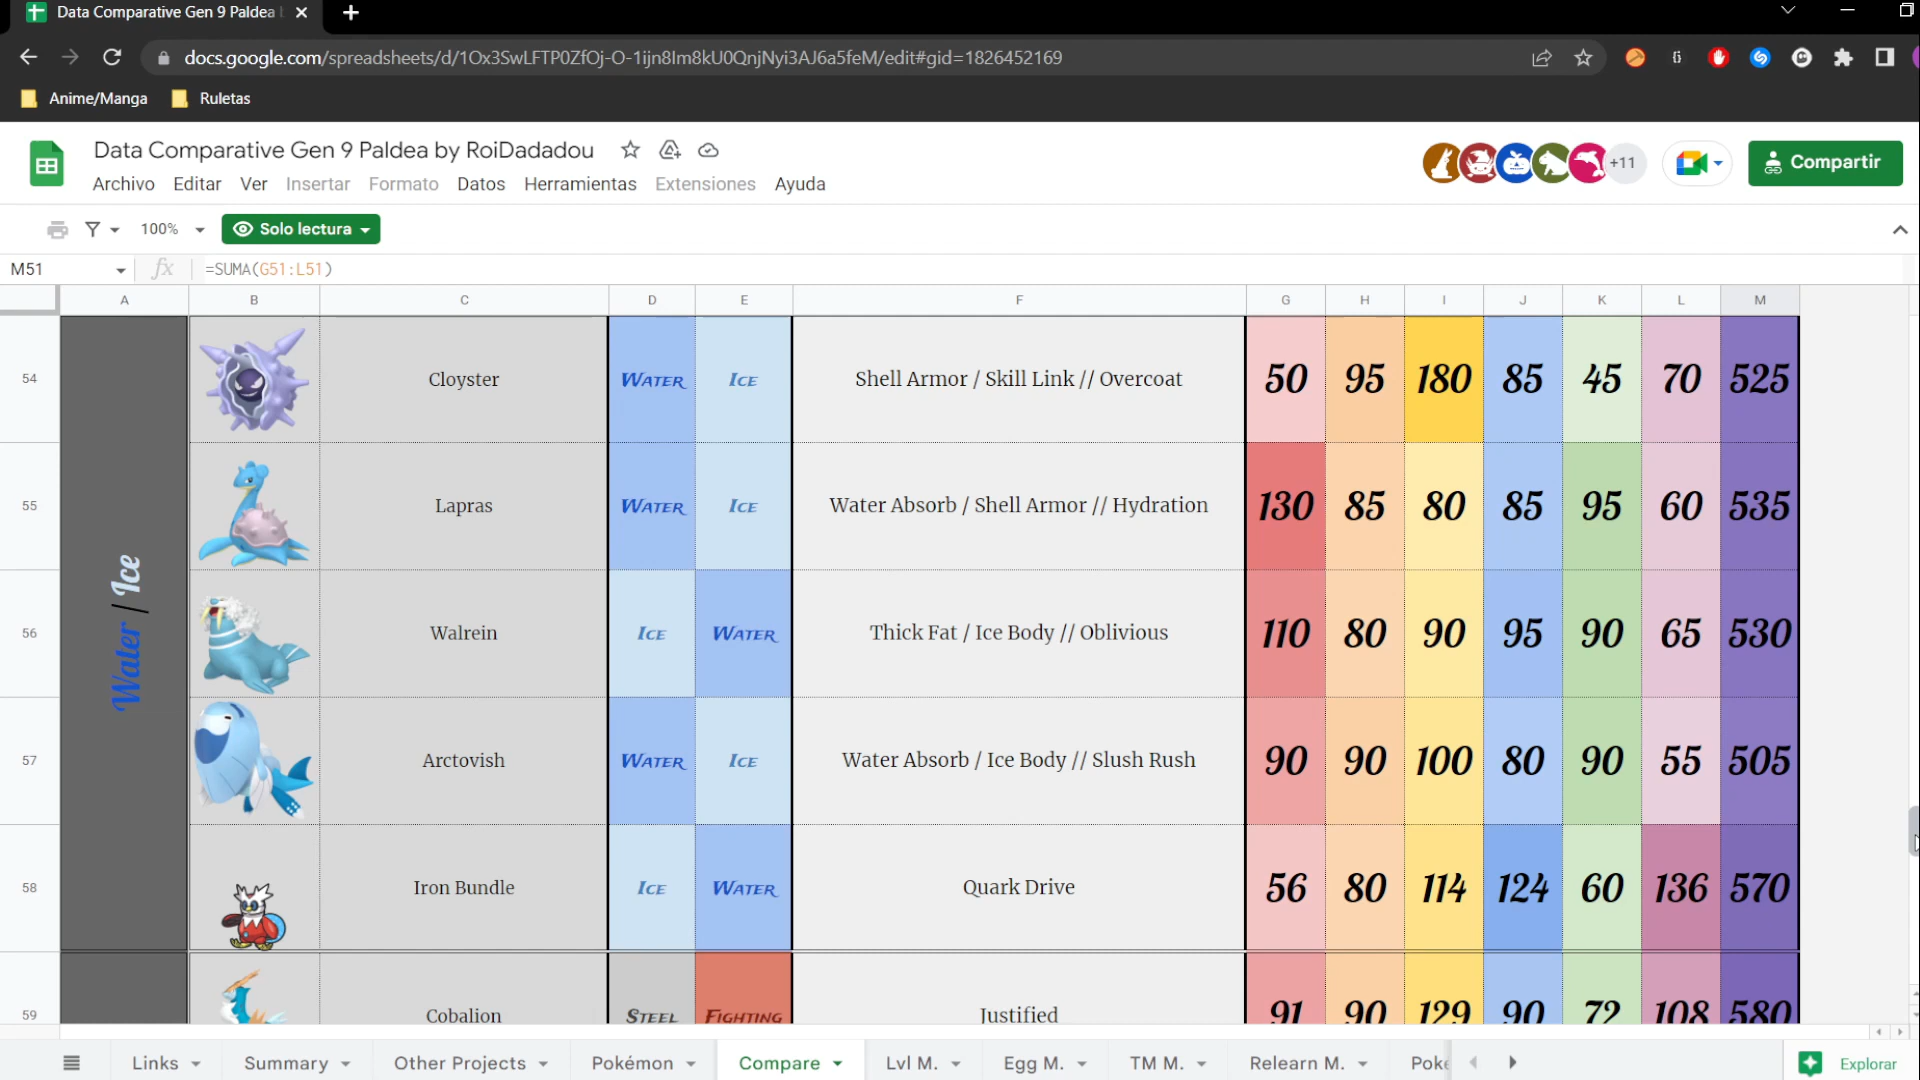 Data Comparative Gen 9 Paldea
docs.google.com/spreadsheets/d/1Ox3SwLFTP0ZfOj-O-1ijn8Im8kU0QnjNyi3AJ6a5feM/edit#gid=1826452169
Anime/Manga Ruletas
Data Comparative Gen 9 Paldea by RoiDadadou
+11 Compartir
Archivo Editar Ver Insertar Formato Datos Herramientas Extensiones Ayuda
100% Solo lectura
M51 fx =SUMA(G51:L51)
A B C D E F G H I J K L M
Water | Ice
54 Cloyster WATER ICE Shell Armor / Skill Link // Overcoat 50 95 180 85 45 70 525
55 Lapras WATER ICE Water Absorb / Shell Armor // Hydration 130 85 80 85 95 60 535
56 Walrein ICE WATER Thick Fat / Ice Body // Oblivious 110 80 90 95 90 65 530
57 Arctovish WATER ICE Water Absorb / Ice Body // Slush Rush 90 90 100 80 90 55 505
58 Iron Bundle ICE WATER Quark Drive 56 80 114 124 60 136 570
59 Cobalion STEEL FIGHTING Justified 91 90 129 90 72 108 580
Links Summary Other Projects Pokémon Compare Lvl M. Egg M. TM M. Relearn M. Poke Explorar